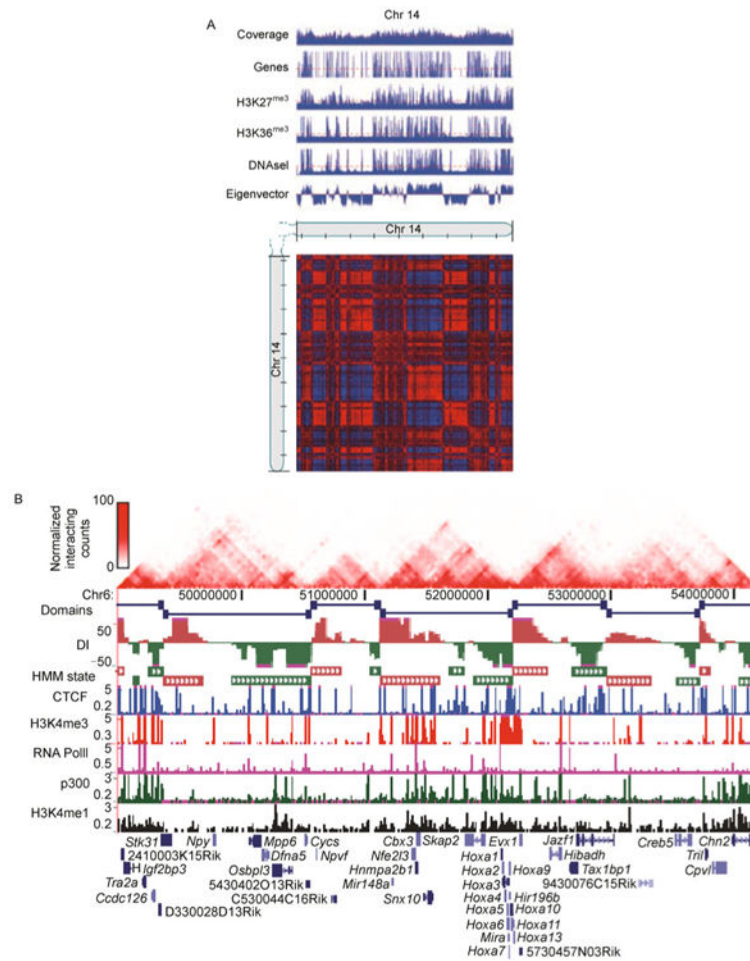 A
Chr 14
Coverage
Genes
H3K27me3
H3K36me3
DNAseI
Eigenvector
Chr 14
Chr 14
B
Normalized
interacting
counts
100
0
Chr6: 50000000 51000000 52000000 53000000 54000000
Domains
50
DI
-50
HMM state
CTCF 5
0.2
H3K4me3 5
0.3
RNA PolII 5
0.5
p300 3
0.2
H3K4me1 3
0.2
Stk31 Npy Mpp6 Cycs Cbx3 Skap2 Evx1 Jazf1 Creb5 Chn2
2410003K15Rik Dfna5 Npvf Nfe2l3 Hoxa1 Hibadh Tril
H Igf2bp3 Osbpl3 Hnmpa2b1 Hoxa2 Hoxa9 Tax1bp1 Cpvl
Tra2a 5430402O13Rik Mir148a Hoxa3 Hir196b 9430076C15Rik
Ccdc126 C530044C16Rik Snx10 Hoxa4 Hoxa10
D330028D13Rik Hoxa5 Hoxa11
Hoxa6 Hoxa13
Mira 5730457N03Rik
Hoxa7